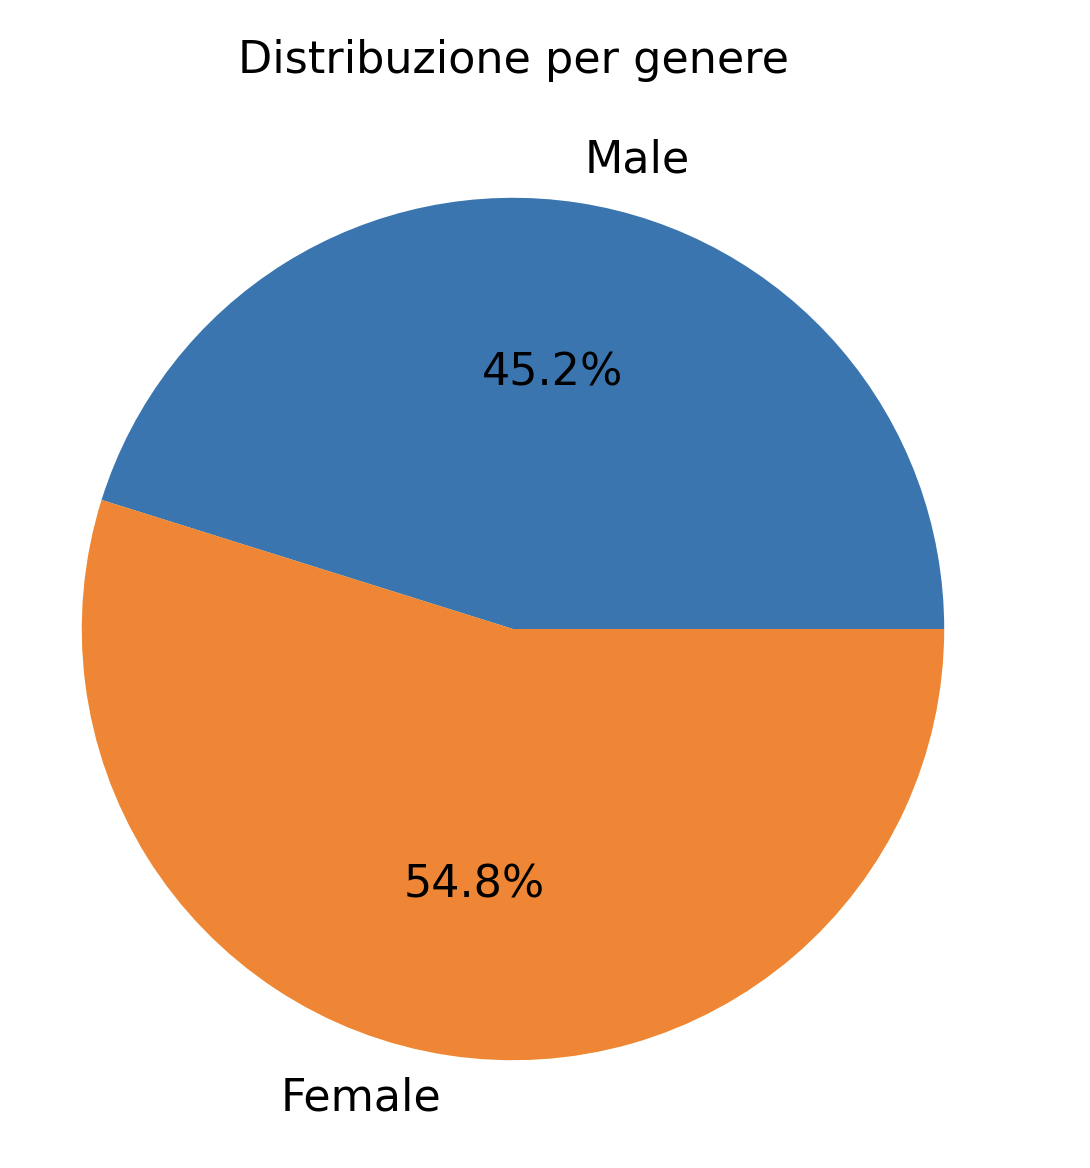 Distribuzione per genere
Male
45.2%
54.8%
Female